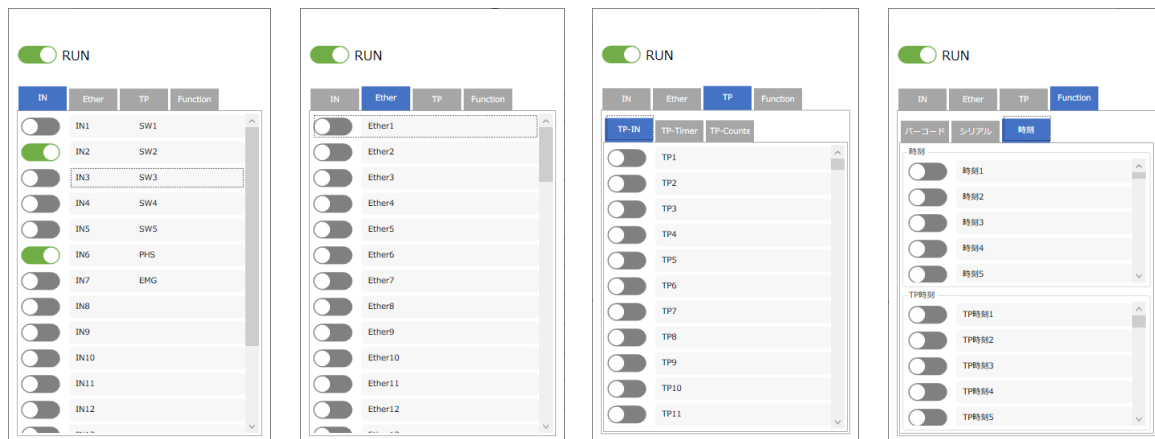 RUN
IN Ether TP Function
IN1 SW1
IN2 SW2
IN3 SW3
IN4 SW4
IN5 SW5
IN6 PHS
IN7 EMG
IN8
IN9
IN10
IN11
IN12
RUN
IN Ether TP Function
Ether1
Ether2
Ether3
Ether4
Ether5
Ether6
Ether7
Ether8
Ether9
Ether10
Ether11
Ether12
RUN
IN Ether TP Function
TP-IN TP-Timer TP-Counte
TP1
TP2
TP3
TP4
TP5
TP6
TP7
TP8
TP9
TP10
TP11
RUN
IN Ether TP Function
バーコード シリアル 時刻
時刻
時刻1
時刻2
時刻3
時刻4
時刻5
TP時刻
TP時刻1
TP時刻2
TP時刻3
TP時刻4
TP時刻5